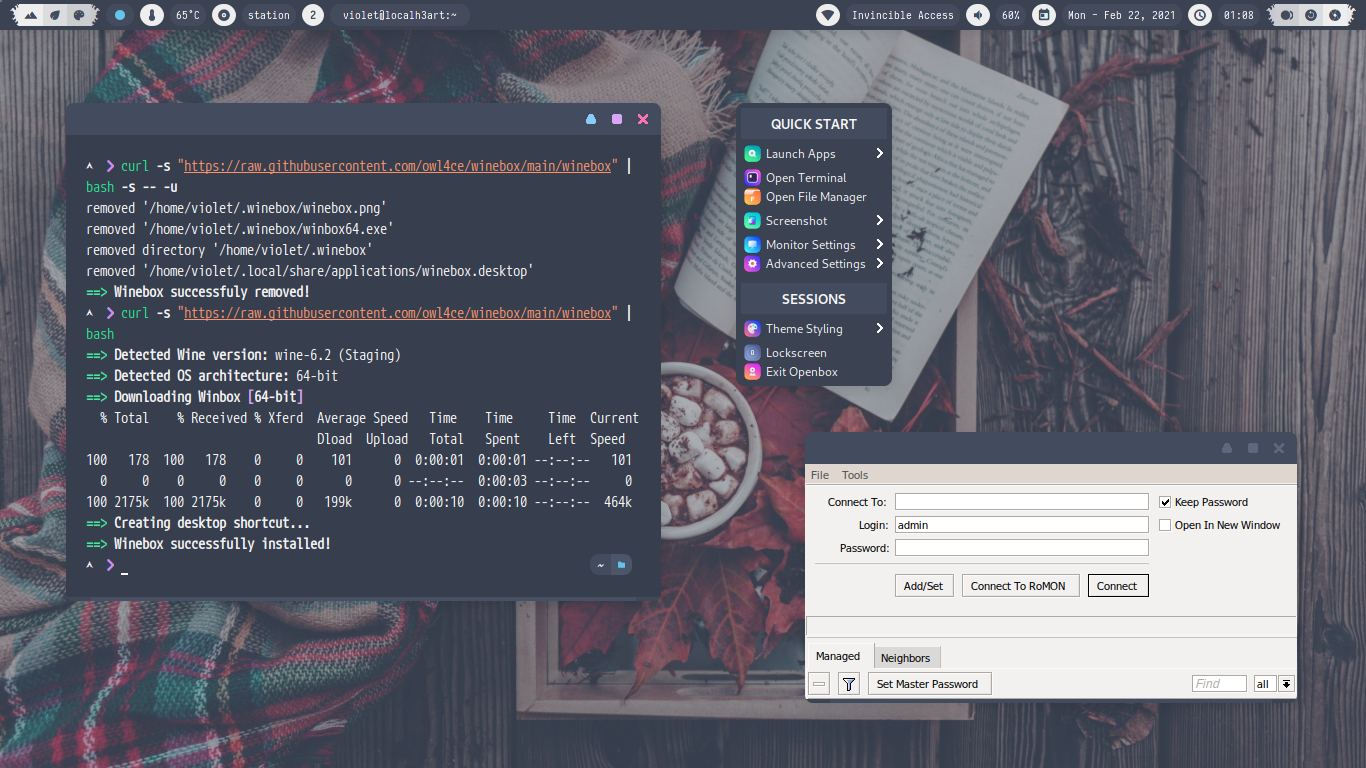 65°C
station
2
violet@localh3art:~
Invincible Access
60%
Mon - Feb 22, 2021
01:08
curl -s "https://raw.githubusercontent.com/owl4ce/winebox/main/winebox" |
bash -s -- -u
removed '/home/violet/.winebox/winebox.png'
removed '/home/violet/.winebox/winbox64.exe'
removed directory '/home/violet/.winebox'
removed '/home/violet/.local/share/applications/winebox.desktop'
==> Winebox successfuly removed!
curl -s "https://raw.githubusercontent.com/owl4ce/winebox/main/winebox" |
bash
==> Detected Wine version: wine-6.2 (Staging)
==> Detected OS architecture: 64-bit
==> Downloading Winbox [64-bit]
% Total % Received % Xferd Average Speed Time Time Time Current
Dload Upload Total Spent Left Speed
100 178 100 178 0 0 101 0 0:00:01 0:00:01 --:--:-- 101
0 0 0 0 0 0 0 0 --:--:-- 0:00:03 --:--:-- 0
100 2175k 100 2175k 0 0 199k 0 0:00:10 0:00:10 --:--:-- 464k
==> Creating desktop shortcut...
==> Winebox successfully installed!
~
QUICK START
Launch Apps
Open Terminal
Open File Manager
Screenshot
Monitor Settings
Advanced Settings
SESSIONS
Theme Styling
Lockscreen
Exit Openbox
File Tools
Connect To:
Keep Password
Login: admin
Open In New Window
Password:
Add/Set
Connect To RoMON
Connect
Managed
Neighbors
Set Master Password
Find
all